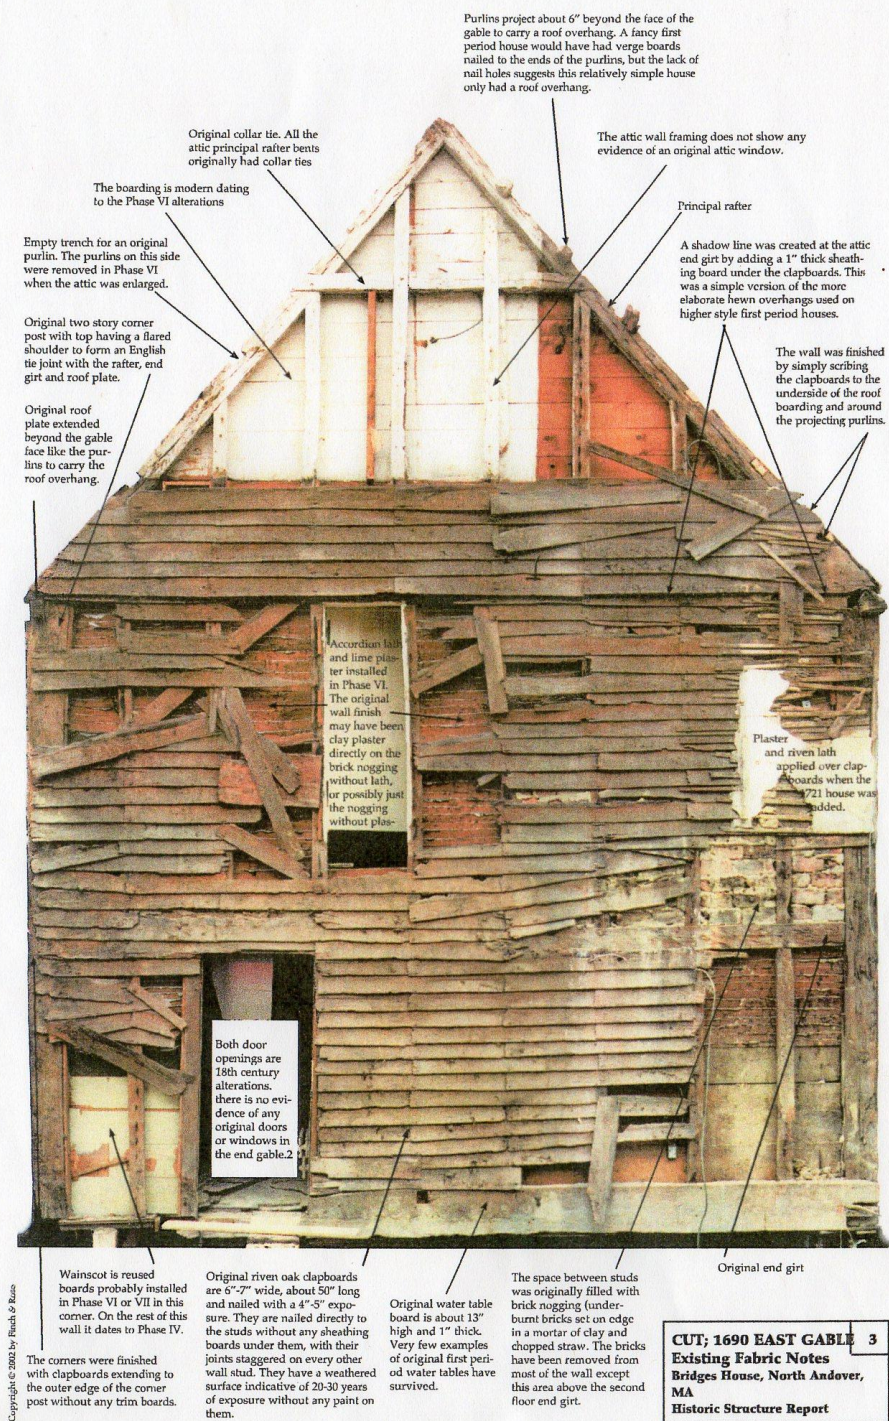 Purlins project about 6" beyond the face of the
gable to carry a roof overhang. A fancy first
period house would have had verge boards
nailed to the ends of the purlins, but the lack of
nail holes suggests this relatively simple house
only had a roof overhang.
Original collar tie. All the
attic principal rafter bents
originally had collar ties
The attic wall framing does not show any
evidence of an original attic window.
The boarding is modern dating
to the Phase VI alterations
Principal rafter
Empty trench for an original
purlin. The purlins on this side
were removed in Phase VI
when the attic was enlarged.
A shadow line was created at the attic
end girt by adding a 1" thick sheath-
ing board under the clapboards. This
was a simple version of the more
elaborate hewn overhangs used on
higher style first period houses.
Original two story corner
post with top having a flared
shoulder to form an English
tie joint with the rafter, end
girt and roof plate.
The wall was finished
by simply scribing
the clapboards to the
underside of the roof
boarding and around
the projecting purlins.
Original roof
plate extended
beyond the gable
face like the pur-
lins to carry the
roof overhang.
Accordion lath
and lime plas-
ter installed
in Phase VI.
The original
wall finish
may have been
clay plaster
directly on the
brick nogging
without lath,
or possibly just
the nogging
without plas-
Plaster
and riven lath
applied over clap-
boards when the
1721 house was
added.
Both door
openings are
18th century
alterations.
there is no evi-
dence of any
original doors
or windows in
the end gable.2
Wainscot is reused
boards probably installed
in Phase VI or VII in this
corner. On the rest of this
wall it dates to Phase IV.
The corners were finished
with clapboards extending to
the outer edge of the corner
post without any trim boards.
Original riven oak clapboards
are 6"-7" wide, about 50" long
and nailed with a 4"-5" expo-
sure. They are nailed directly to
the studs without any sheathing
boards under them, with their
joints staggered on every other
wall stud. They have a weathered
surface indicative of 20-30 years
of exposure without any paint on
them.
Original water table
board is about 13"
high and 1" thick.
Very few examples
of original first peri-
od water tables have
survived.
The space between studs
was originally filled with
brick nogging (under-
burnt bricks set on edge
in a mortar of clay and
chopped straw. The bricks
have been removed from
most of the wall except
this area above the second
floor end girt.
Original end girt
CUT; 1690 EAST GABLE 3
Existing Fabric Notes
Bridges House, North Andover,
MA
Historic Structure Report
Copyright © 2002 by Finch & Rose